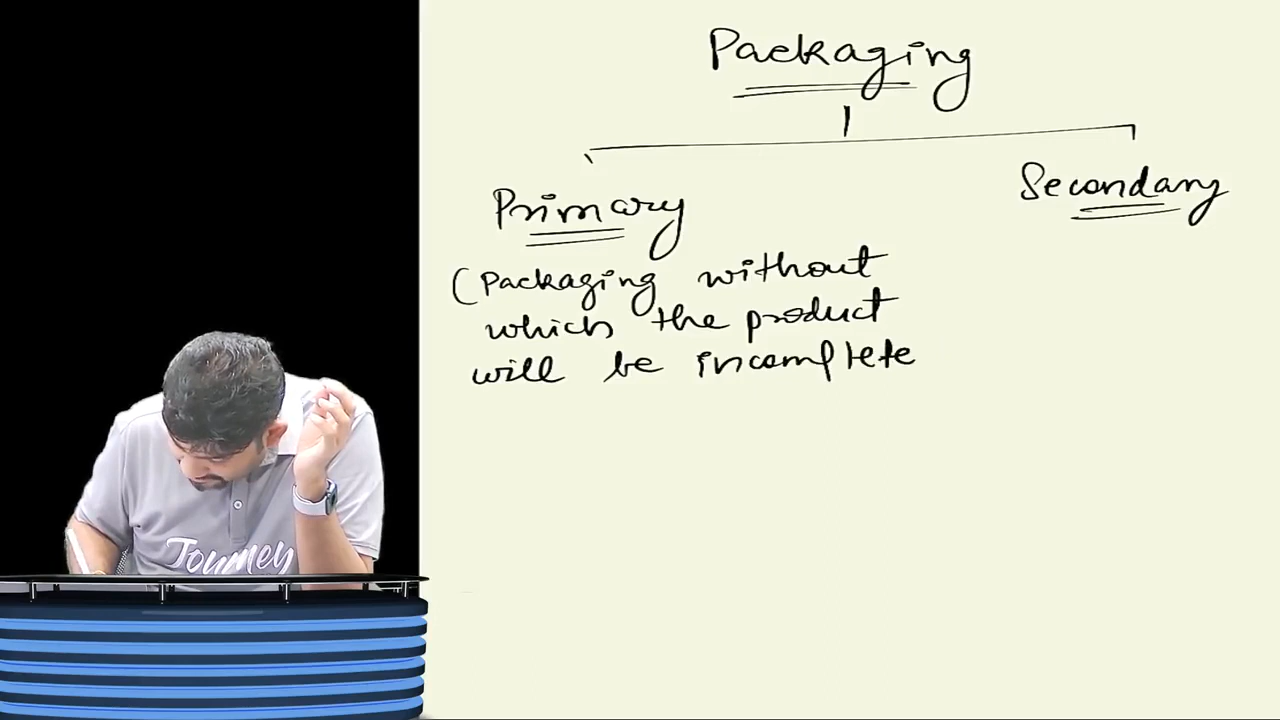 Packaging
Primary
Secondary
(Packaging without
which the product
will be incomplete
Journey